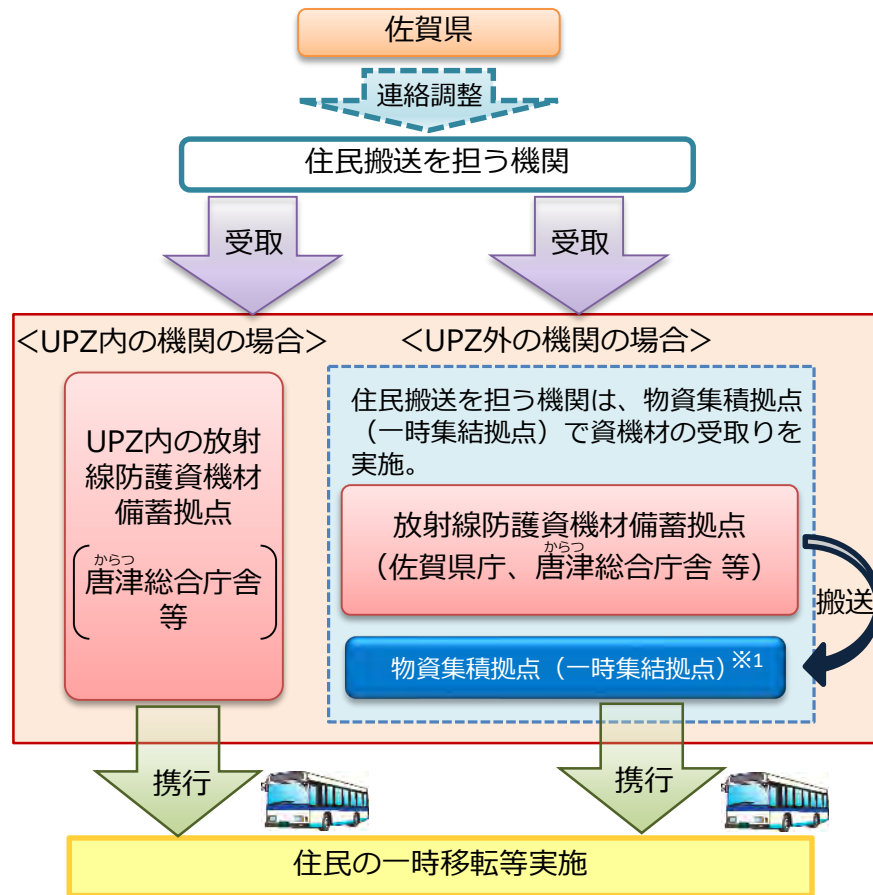 佐賀県
連絡調整
住民搬送を担う機関
受取
受取
＜UPZ内の機関の場合＞
UPZ内の放射
線防護資機材
備蓄拠点
からつ
唐津総合庁舎
等
＜UPZ外の機関の場合＞
住民搬送を担う機関は、物資集積拠点
（一時集結拠点）で資機材の受取りを
実施。
放射線防護資機材備蓄拠点
からつ
（佐賀県庁、唐津総合庁舎 等）
搬送
物資集積拠点（一時集結拠点）※1
携行
携行
住民の一時移転等実施